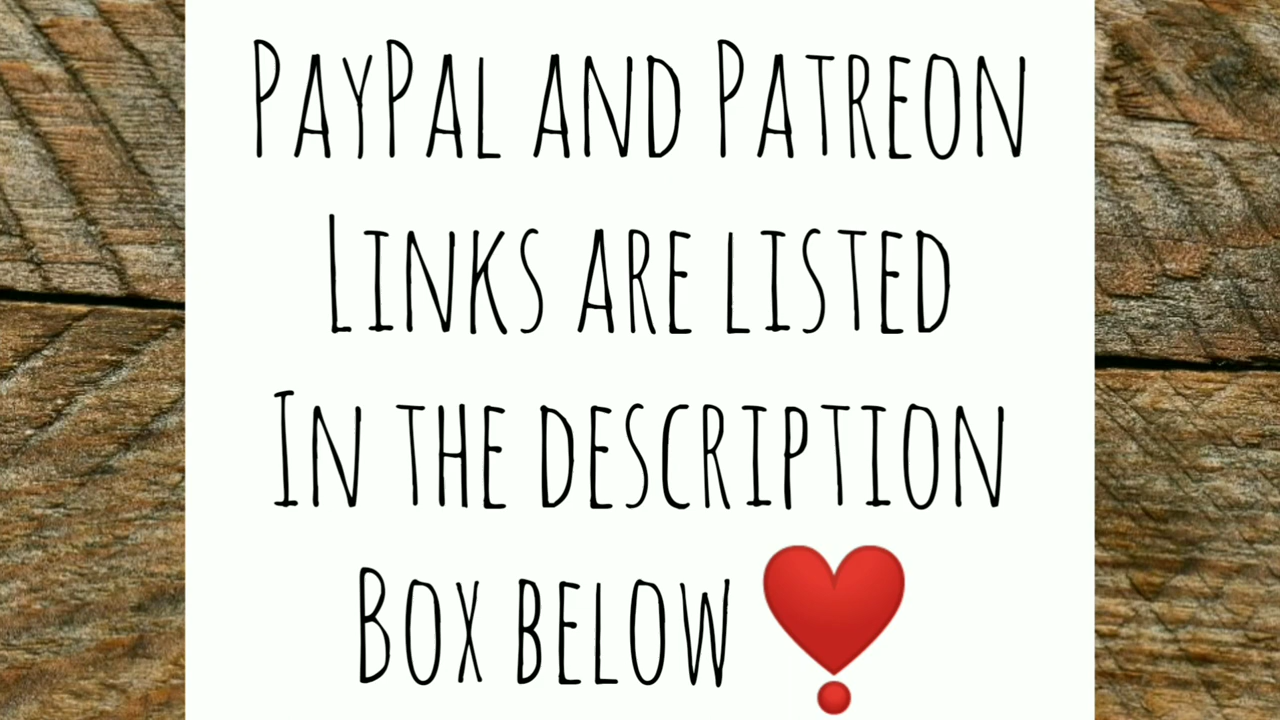 PayPal and Patreon
Links are listed
In the description
Box below ❣